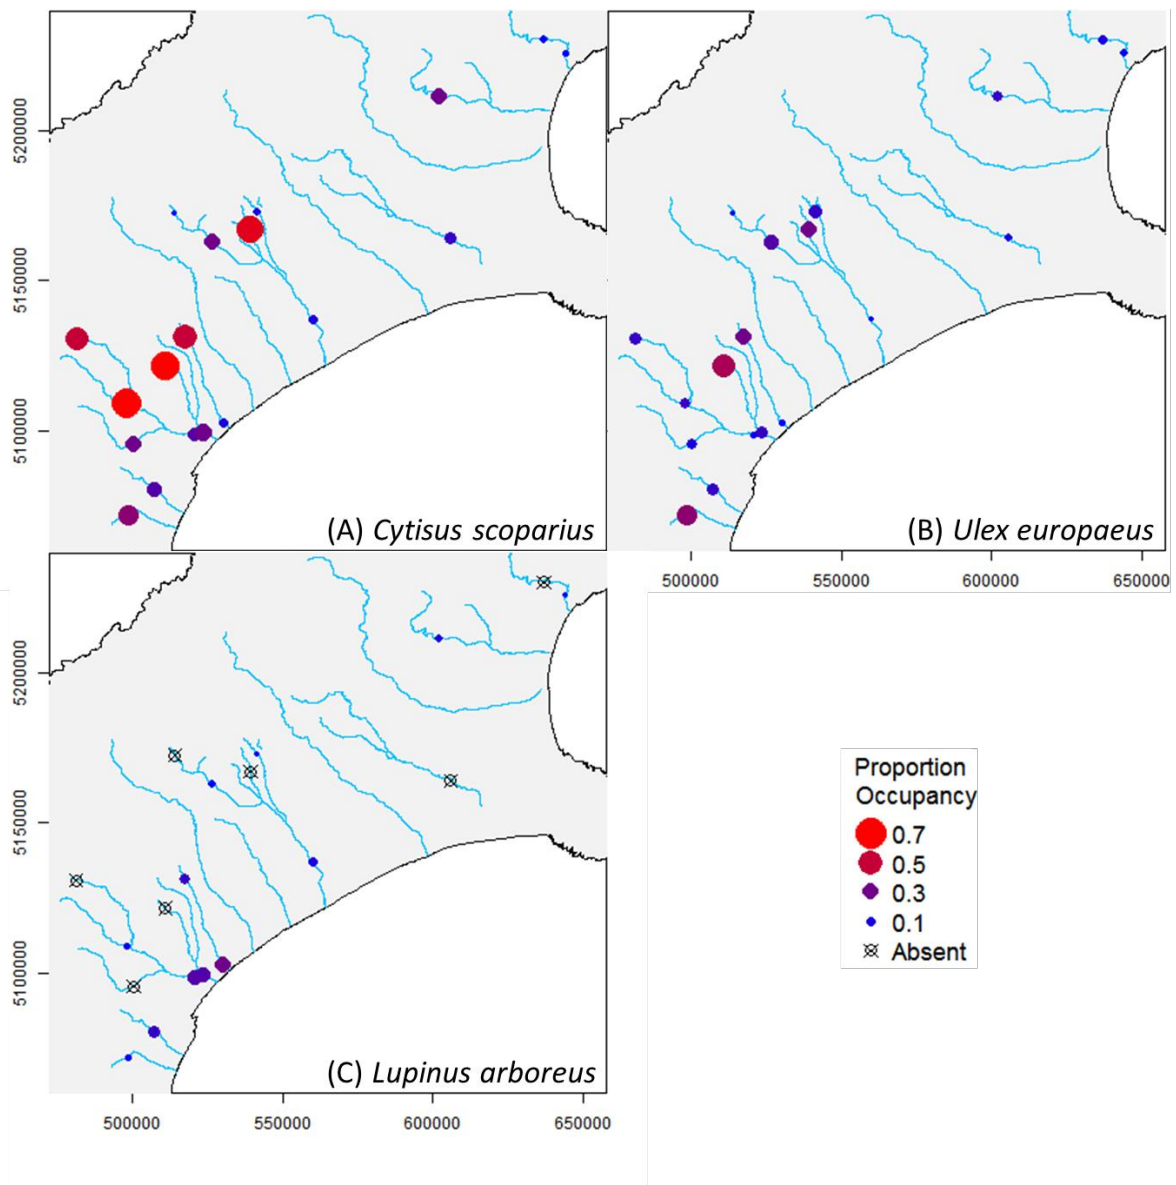 5200000
5150000
5100000
(A) Cytisus scoparius
(B) Ulex europaeus
500000 550000 600000 650000
5200000
5150000
5100000
(C) Lupinus arboreus
500000 550000 600000 650000
Proportion
Occupancy
0.7
0.5
0.3
0.1
Absent